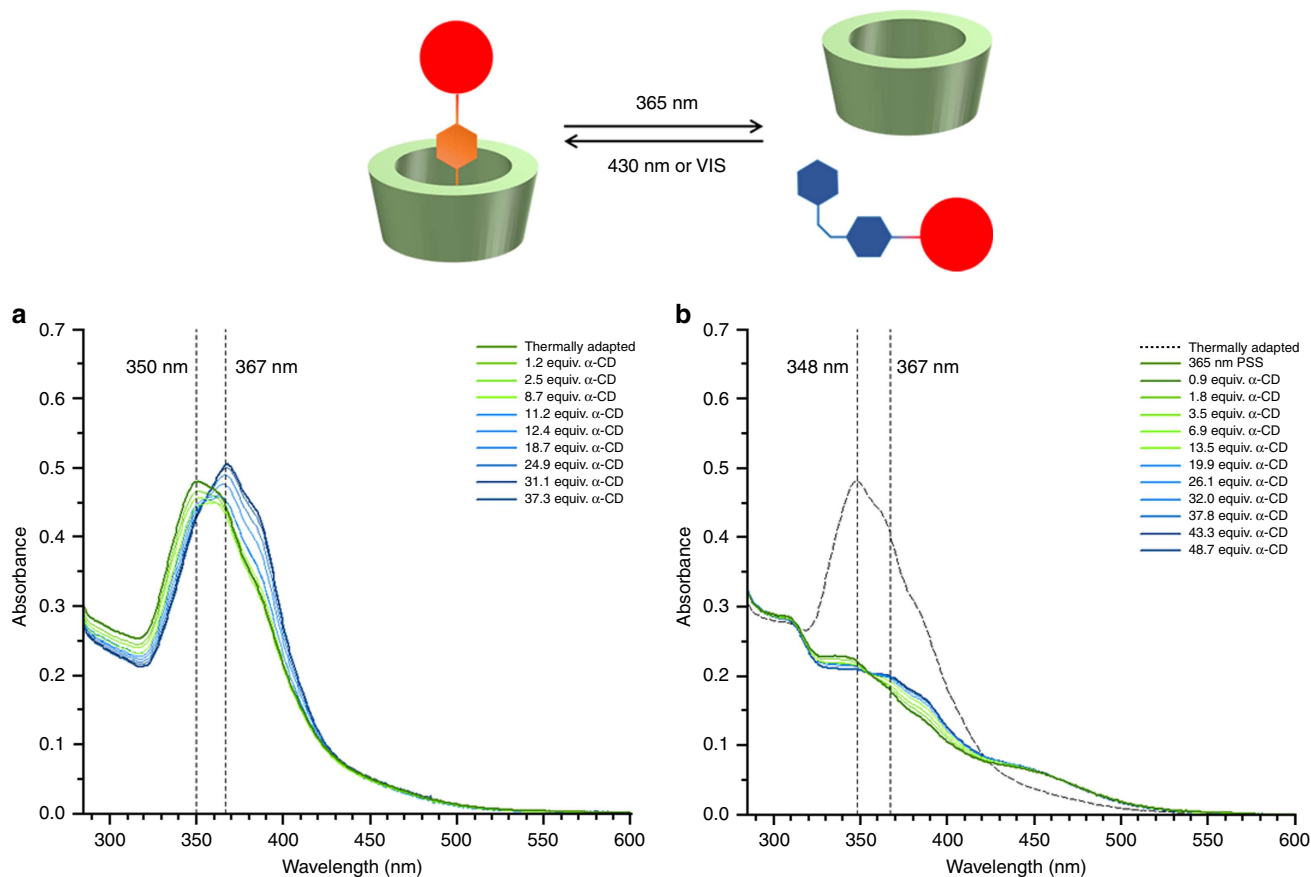 365 nm
430 nm or VIS
a
0.7
0.6
0.5
0.4
0.3
0.2
0.1
0.0
Absorbance
350 nm
367 nm
Thermally adapted
1.2 equiv. α-CD
2.5 equiv. α-CD
8.7 equiv. α-CD
11.2 equiv. α-CD
12.4 equiv. α-CD
18.7 equiv. α-CD
24.9 equiv. α-CD
31.1 equiv. α-CD
37.3 equiv. α-CD
300 350 400 450 500 550 600
Wavelength (nm)
b
0.7
0.6
0.5
0.4
0.3
0.2
0.1
0.0
Absorbance
348 nm
367 nm
Thermally adapted
365 nm PSS
0.9 equiv. α-CD
1.8 equiv. α-CD
3.5 equiv. α-CD
6.9 equiv. α-CD
13.5 equiv. α-CD
19.9 equiv. α-CD
26.1 equiv. α-CD
32.0 equiv. α-CD
37.8 equiv. α-CD
43.3 equiv. α-CD
48.7 equiv. α-CD
300 350 400 450 500 550 600
Wavelength (nm)